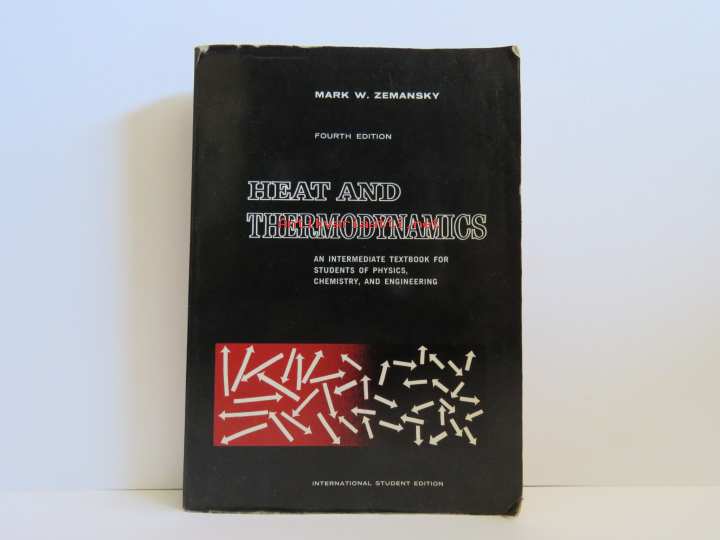 MARK W. ZEMANSKY
FOURTH EDITION
HEAT AND
THERMODYNAMICS
AN INTERMEDIATE TEXTBOOK FOR
STUDENTS OF PHYSICS,
CHEMISTRY, AND ENGINEERING
INTERNATIONAL STUDENT EDITION